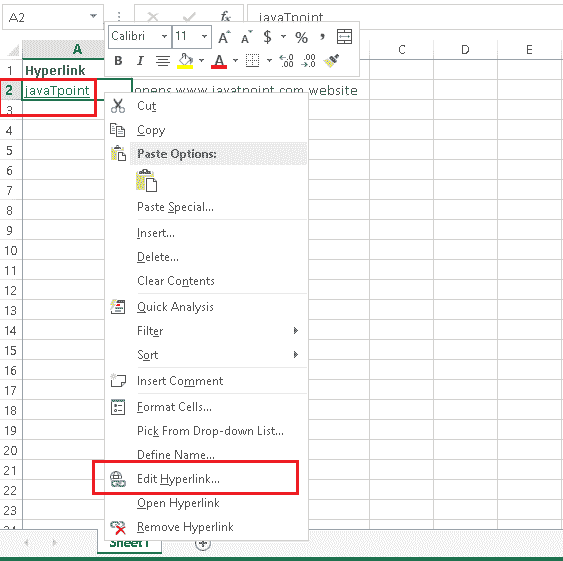 A2 javaTpoint
Calibri 11 A A $ % ,
B I A .00 .00
A C D E
1 Hyperlink
2 javaTpoint opens www.javatpoint.com website
3
4
5
6
7
8
9
10
11
12
13
14
15
16
17
18
19
20
21
22
23
Cut
Copy
Paste Options:
Paste Special...
Insert...
Delete...
Clear Contents
Quick Analysis
Filter
Sort
Insert Comment
Format Cells...
Pick From Drop-down List...
Define Name...
Edit Hyperlink...
Open Hyperlink
Remove Hyperlink
Sheet1